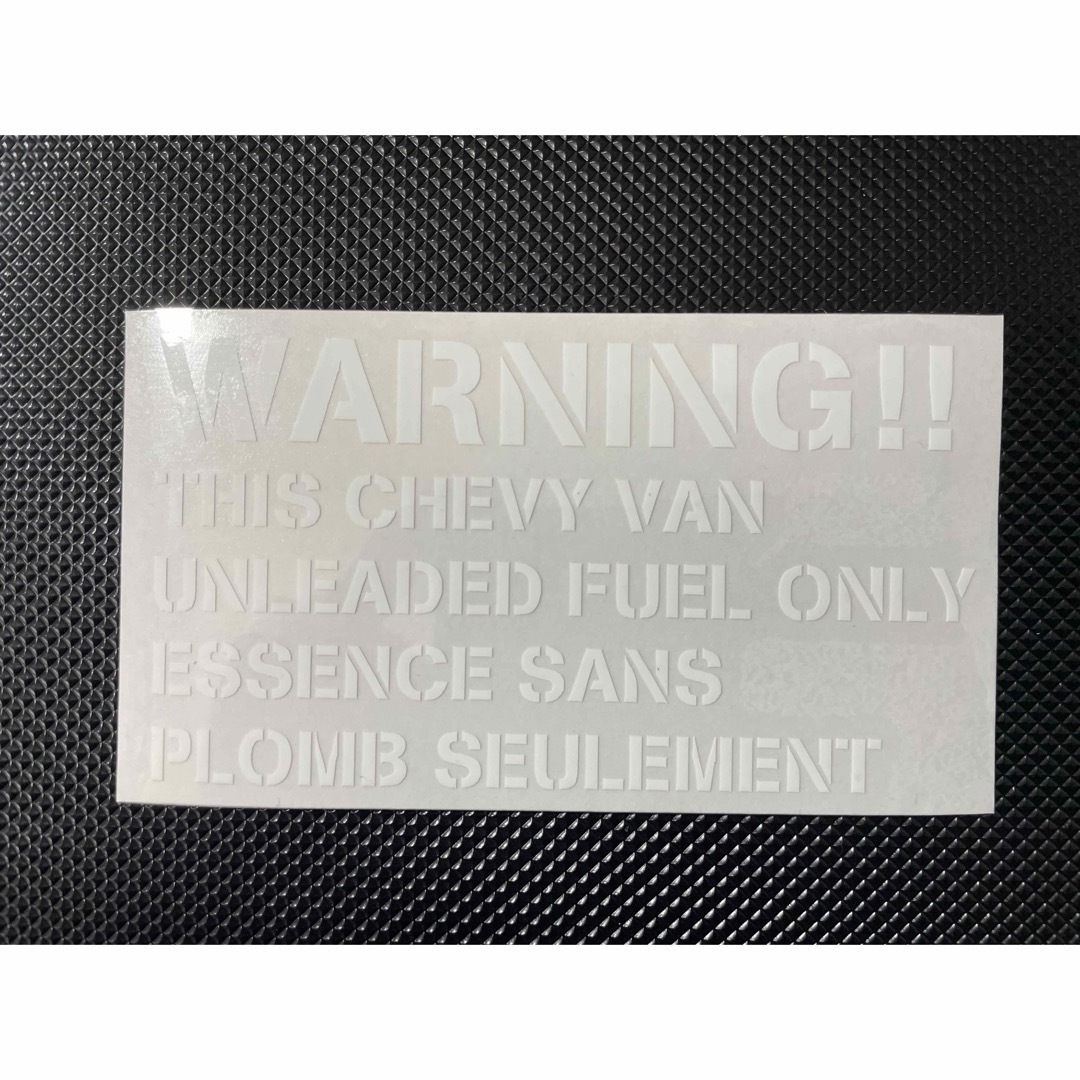 WARNING!!
THIS CHEVY VAN
UNLEADED FUEL ONLY
ESSENCE SANS
PLOMB SEULEMENT